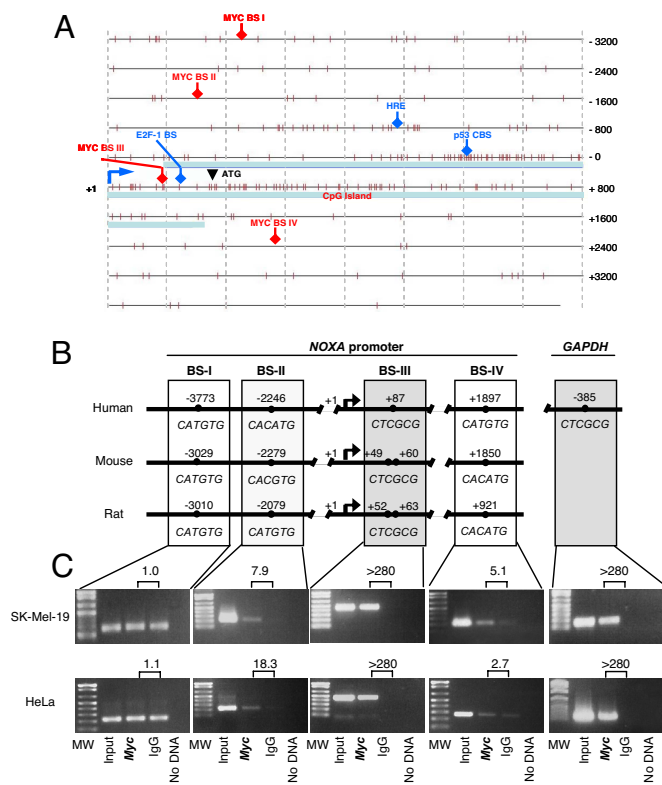 A
MYC BS I
- 3200
- 2400
MYC BS II
- 1600
HRE
- 800
E2F-1 BS
p53 CBS
MYC BS III
- 0
ATG
+1
+ 800
CpG Island
+1600
MYC BS IV
+2400
+3200
B
NOXA promoter
GAPDH
BS-I BS-II BS-III BS-IV
Human -3773 -2246 +1 +87 +1897 -385
CATGTG CACATG CTCGCG CATGTG CTCGCG
Mouse -3029 -2279 +1 +49 +60 +1850
CATGTG CACGTG CTCGCG CACATG
Rat -3010 -2079 +1 +52 +63 +921
CATGTG CACGTG CTCGCG CACATG
C
1.0 7.9 >280 5.1 >280
SK-Mel-19
1.1 18.3 >280 2.7 >280
HeLa
MW Input Myc IgG No DNA MW Input Myc IgG No DNA MW Input Myc IgG No DNA MW Input Myc IgG No DNA MW Input Myc IgG No DNA